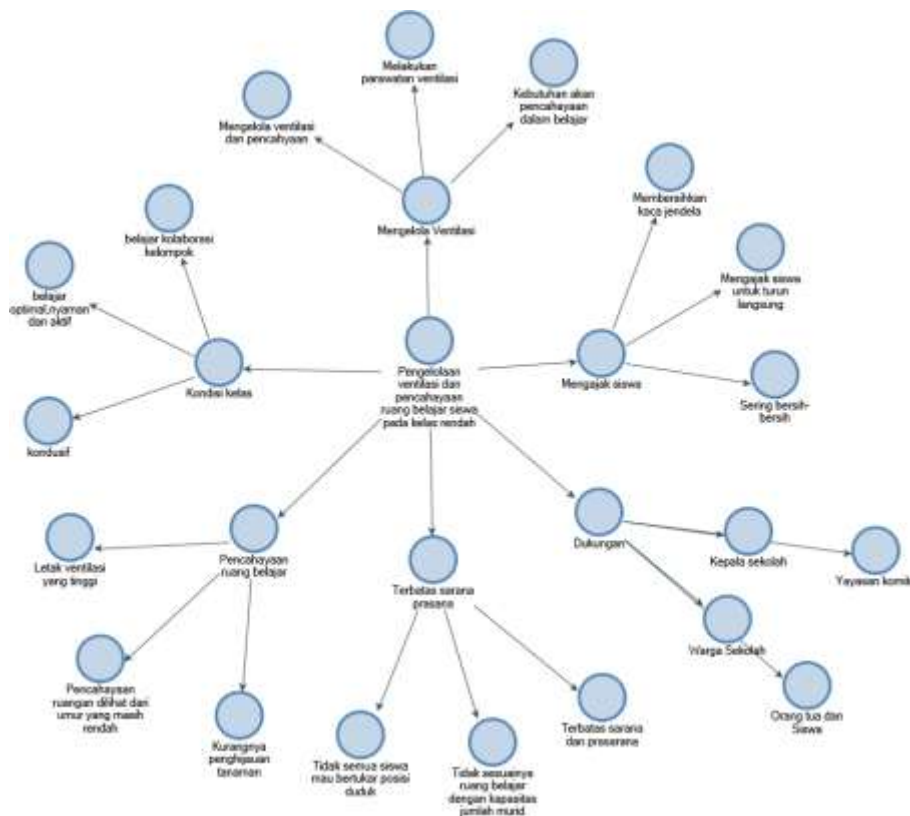 Melakukan
parswatan ventilasi
Kebutuhan akan
pencahayaan
dalam belajar
Mengelola ventilasi
dan pencahyaan
Mengelola Ventilasi
Membersihkan
kaca jendela
belajar kolaborasi
kelompok
Mengajak siswa
untuk turun
langsung
belajar
optimal,nyaman
dan aktif
Pengelolaan
ventilasi dan
pencahayaan
ruang belajar siswa
pada kelas rendah
Kondisi kelas
Mengajak siswa
Sering bersih-
bersih
kondusif
Dukungan
Kepala sekolah
Yayasan komite
Letak ventilasi
yang tinggi
Pencahayaan
ruang belajar
Terbatas sarana
prasana
Warga Sekolah
Orang tua dan
Siswa
Pencahayaan
ruangan dilihat dari
umur yang masih
rendah
Kurangnya
penghijauan
tanaman
Tidak semua siswa
mau bertukar posisi
duduk
Tidak sesuainya
ruang belajar
dengan kapasitas
jumlah murid
Terbatas sarana
dan prasarana